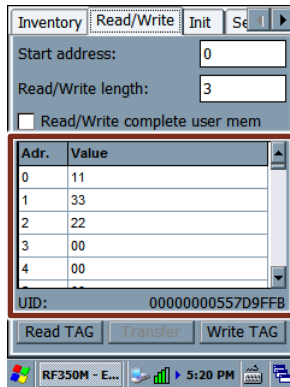 Inventory Read/Write Init Se
Start address: 0
Read/Write length: 3
Read/Write complete user mem
Adr. Value
0 11
1 33
2 22
3 00
4 00
UID: 00000000557D9FFB
Read TAG Transfer Write TAG
RF350M - E... 5:20 PM